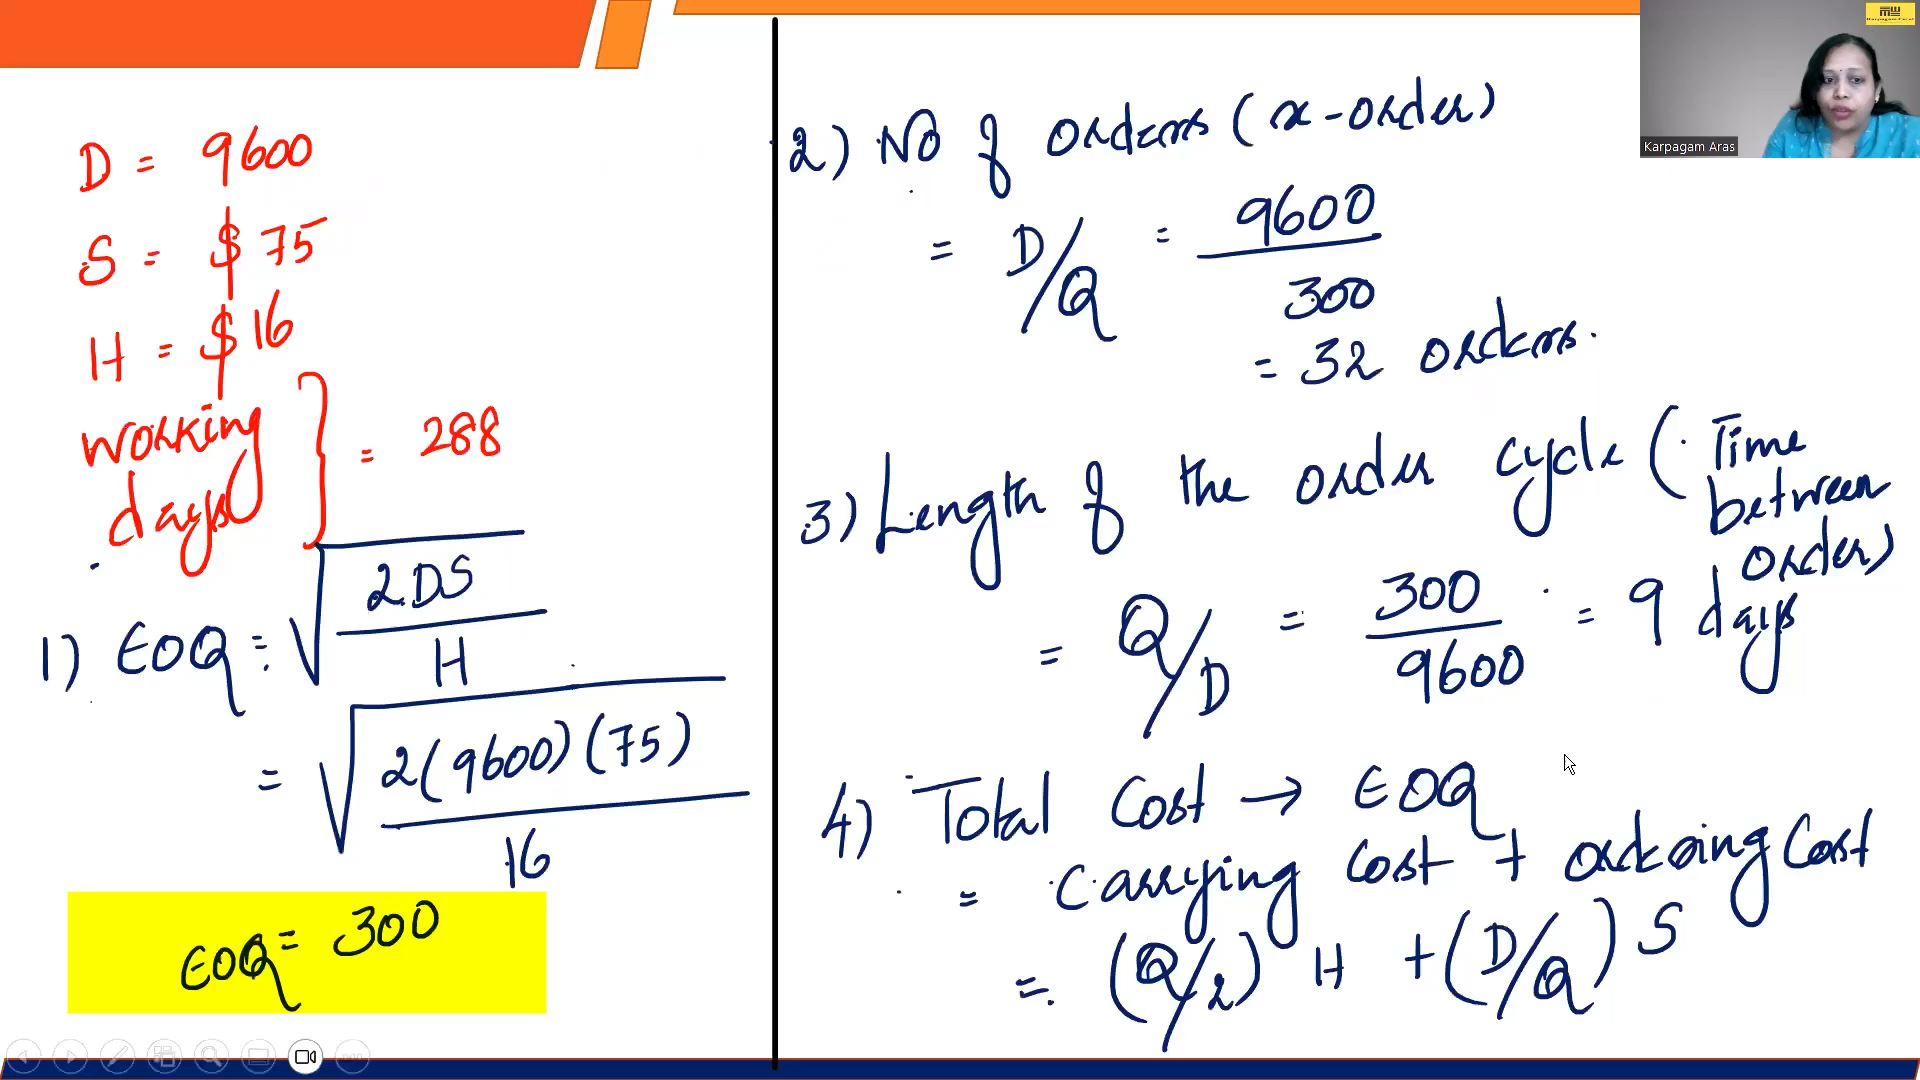 D = 9600
S = $ 75
H = $ 16
Working days } = 288
1) EOQ = √ 2DS / H
= √ 2(9600)(75) / 16
EOQ = 300
2) No of orders (x-order)
= D/Q = 9600 / 300
= 32 orders.
3) Length of the order cycle (Time between order)
= Q/D = 300 / 9600 = 9 days
4) Total Cost → EOQ
= Carrying Cost + ordering Cost
= (Q/2) H + (D/Q) S
Karpagam Aras